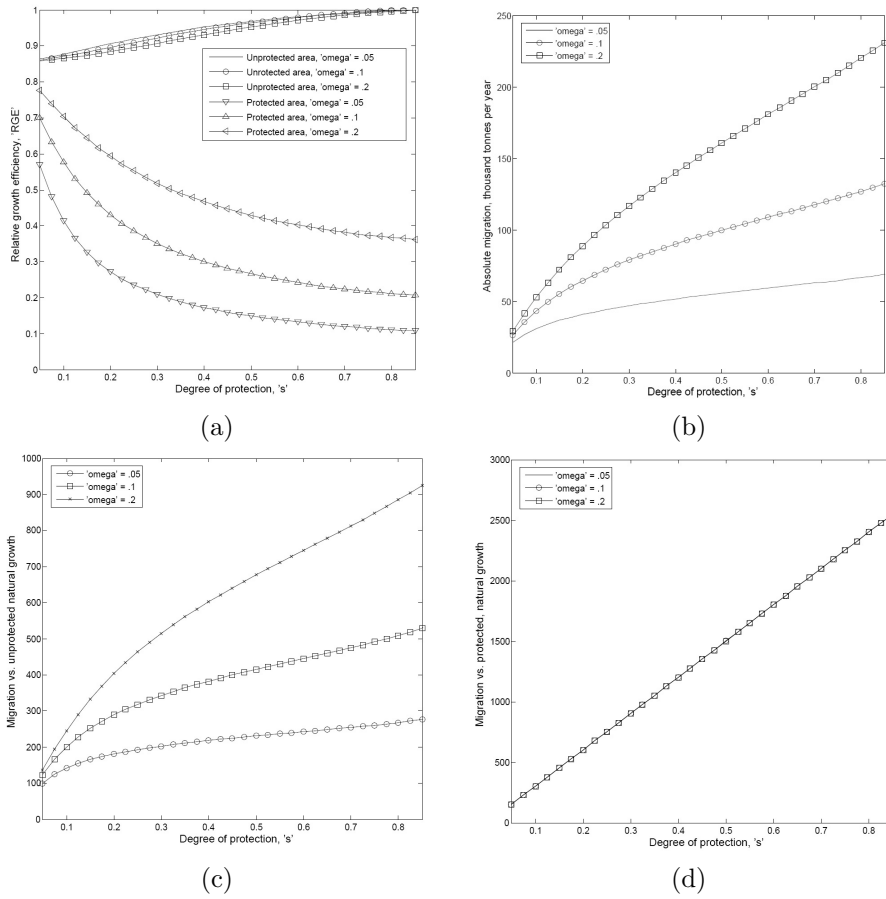 1
0.9
0.8
0.7
0.6
0.5
0.4
0.3
0.2
0.1
0
Relative growth efficiency, 'RGE'
Unprotected area, 'omega' = .05
Unrotected area, 'omega' = .1
Unprotected area, 'omega' = .2
Protected area, 'omega' = .05
Protected area, 'omega' = .1
Protected area, 'omega' = .2
0.1 0.2 0.3 0.4 0.5 0.6 0.7 0.8
Degree of protection, 's'
(a)
250
200
150
100
50
0
Absolute migration, thousand tonnes per year
'omega' = .05
'omega' = .1
'omega' = .2
0.1 0.2 0.3 0.4 0.5 0.6 0.7 0.8
Degree of protection, 's'
(b)
1000
900
800
700
600
500
400
300
200
100
0
Migration vs. unprotected natural growth
'omega' = .05
'omega' = .1
'omega' = .2
0.1 0.2 0.3 0.4 0.5 0.6 0.7 0.8
Degree of protection, 's'
(c)
3000
2500
2000
1500
1000
500
0
Migration vs. protected, natural growth
'omega' = .05
'omega' = .1
'omega' = .2
0.1 0.2 0.3 0.4 0.5 0.6 0.7 0.8
Degree of protection, 's'
(d)